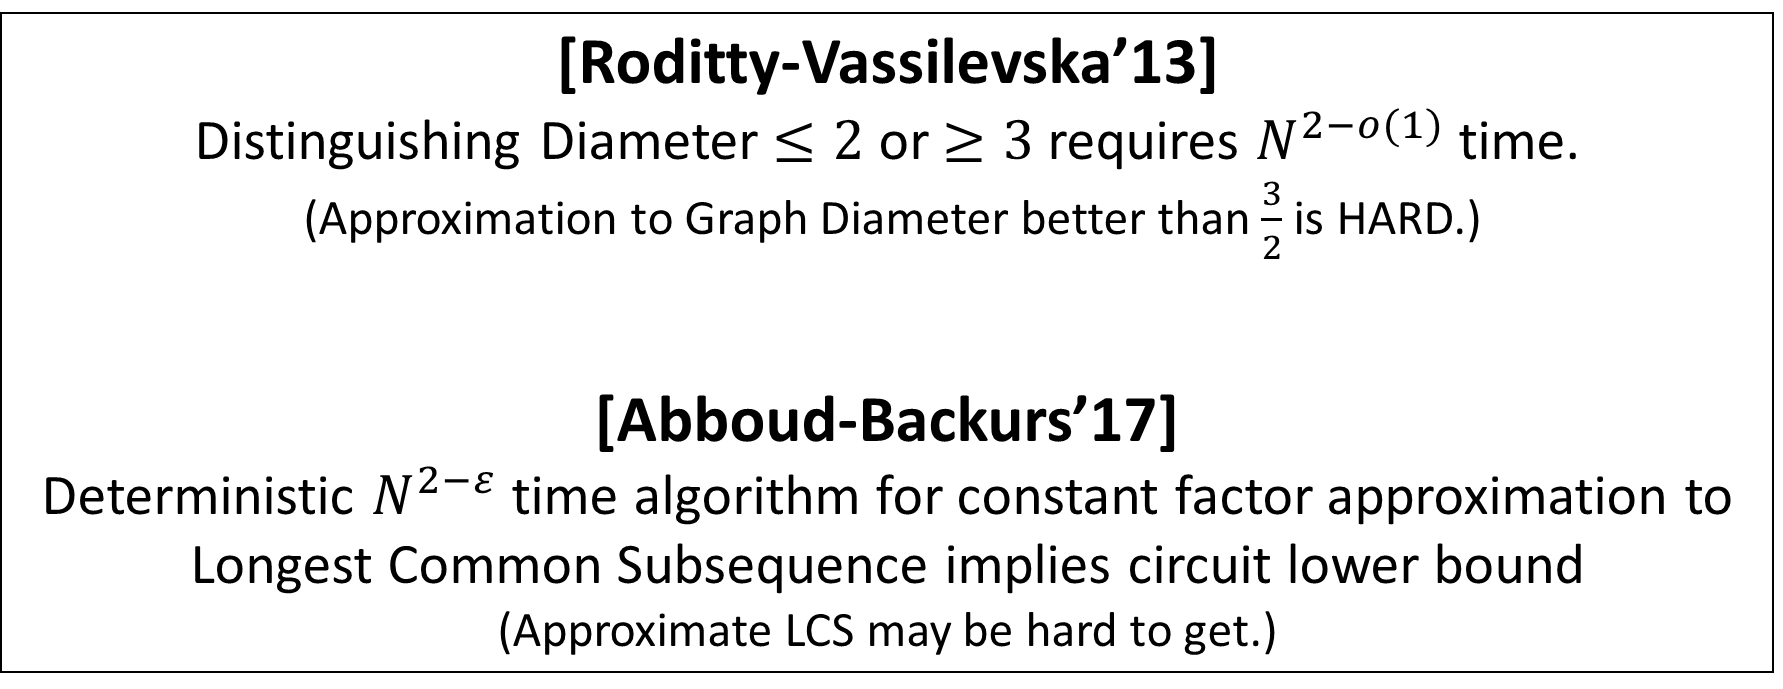 [Roditty-Vassilevska’13]
Distinguishing Diameter ≤ 2 or ≥ 3 requires N^{2−o(1)} time.
(Approximation to Graph Diameter better than 3/2 is HARD.)
[Abboud-Backurs’17]
Deterministic N^{2−ε} time algorithm for constant factor approximation to
Longest Common Subsequence implies circuit lower bound
(Approximate LCS may be hard to get.)